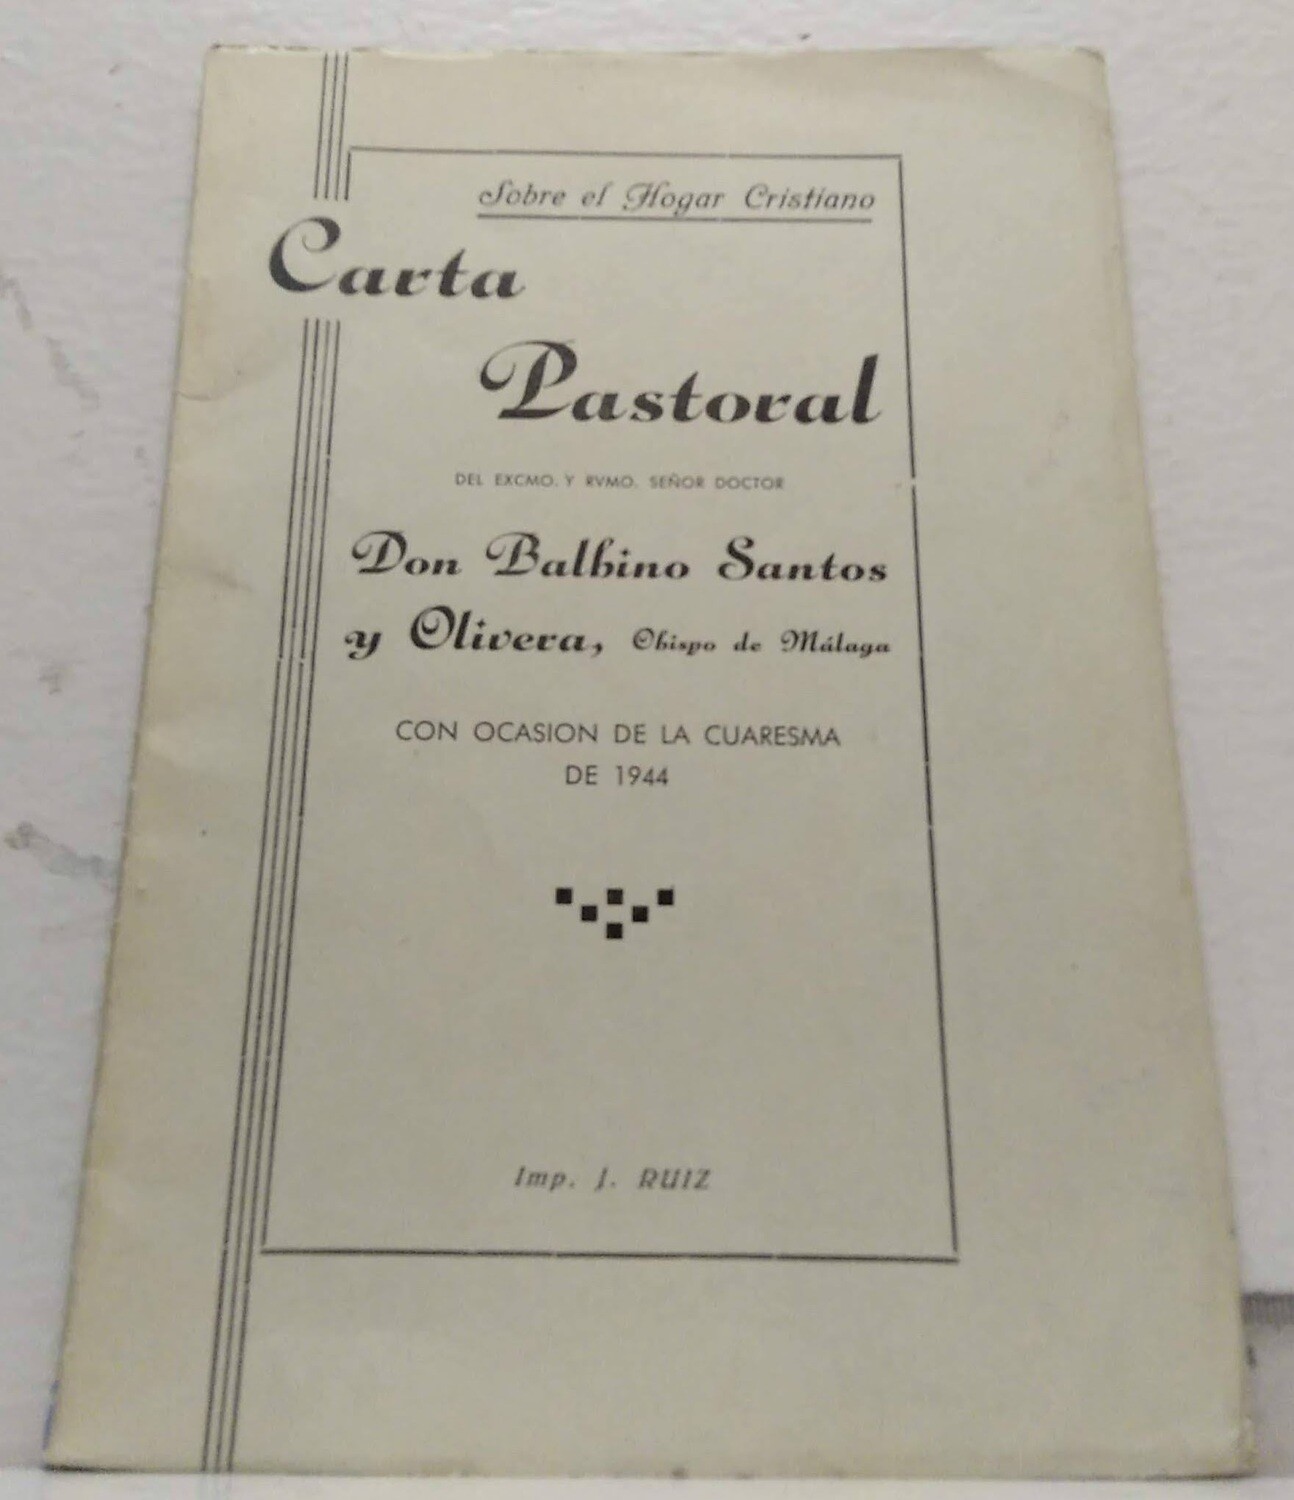 Sobre el Hogar Cristiano
Carta
Pastoral
DEL EXCMO. Y RVMO. SEÑOR DOCTOR
Don Balbino Santos
y Olivera, Obispo de Málaga
CON OCASION DE LA CUARESMA
DE 1944
Imp. J. RUIZ